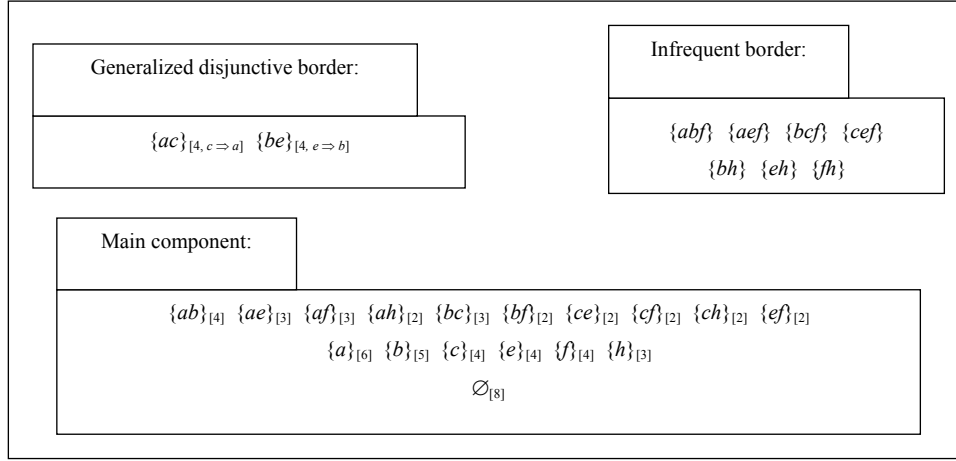 Generalized disjunctive border:
{ac}[4, c ⇒ a] {be}[4, e ⇒ b]
Infrequent border:
{abf} {aef} {bcf} {cef}
{bh} {eh} {fh}
Main component:
{ab}[4] {ae}[3] {af}[3] {ah}[2] {bc}[3] {bf}[2] {ce}[2] {cf}[2] {ch}[2] {ef}[2]
{a}[6] {b}[5] {c}[4] {e}[4] {f}[4] {h}[3]
∅[8]